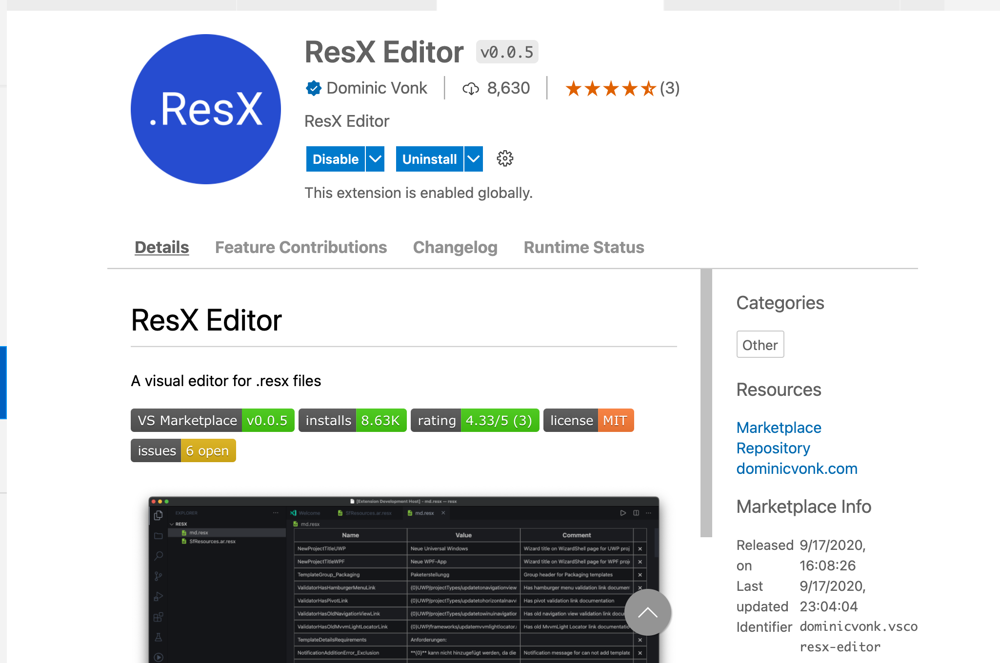 .ResX
ResX Editor v0.0.5
Dominic Vonk 8,630 (3)
ResX Editor
Disable Uninstall
This extension is enabled globally.
Details Feature Contributions Changelog Runtime Status
ResX Editor
A visual editor for .resx files
VS Marketplace v0.0.5 installs 8.63K rating 4.33/5 (3) license MIT
issues 6 open
Categories
Other
Resources
Marketplace
Repository
dominicvonk.com
Marketplace Info
Released on 9/17/2020, 16:08:26
Last updated 9/17/2020, 23:04:04
Identifier dominicvonk.vsco
resx-editor
[Extension Development Host] - md.resx — resx
EXPLORER
RESX
md.resx
SfResources.ar.resx
Welcome SfResources.ar.resx md.resx
md.resx
Name Value Comment
NewProjectTitleUWP Neue Universal Windows Wizard title on WizardShell page for UWP proj
NewProjectTitleWPF Neue WPF-App Wizard title on WizardShell page for WPF proj
TemplateGroup_Packaging Paketerstellungg Group header for Packaging templates
ValidatorHasHamburgerMenuLink {0}UWP/projectTypes/updatetonavigationview Has hamburger menu validation link documen
ValidatorHasPivotLink {0}UWP/projectTypes/updatetohorizontalnavvi Has pivot validation link documentation
ValidatorHasOldNavigationViewLink {0}UWP/projectTypes/updatetowinuinavigation Has old navigation view validation link docu
ValidatorHasOldMvvmLightLocatorLink {0}UWP/frameworks/updatemvvmlightlocator. Has old MvvmLight Locator link documentatio
TemplateDetailsRequirements Anforderungen:
NotificationAdditionError_Exclusion **{0}** kann nicht hinzugefügt werden, da die Notification message for can not add template